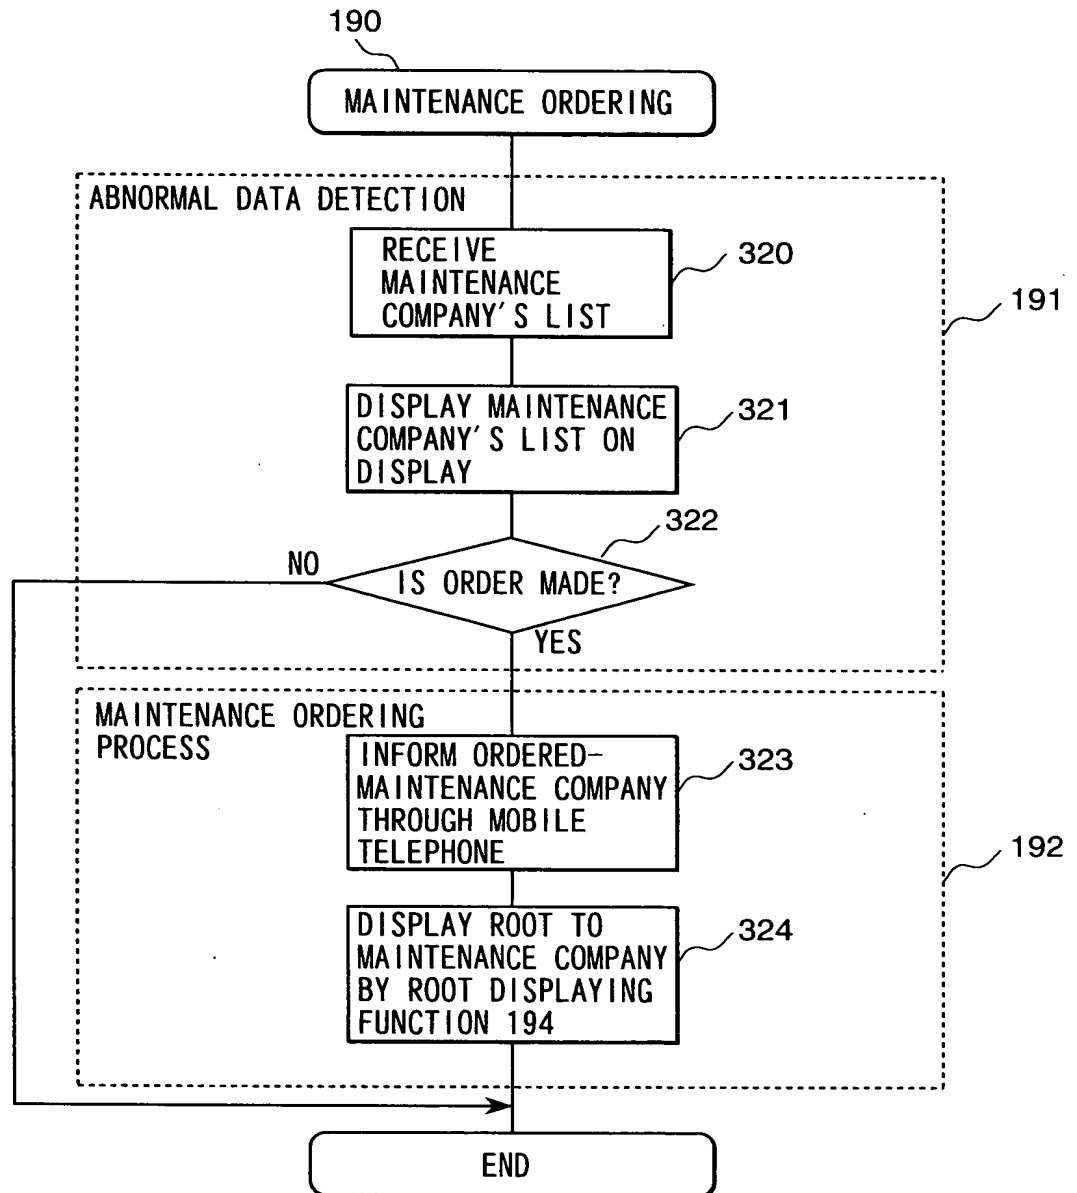 190
MAINTENANCE ORDERING
ABNORMAL DATA DETECTION
RECEIVE
MAINTENANCE
COMPANY'S LIST
320
191
DISPLAY MAINTENANCE
COMPANY'S LIST ON
DISPLAY
321
322
NO
IS ORDER MADE?
YES
MAINTENANCE ORDERING
PROCESS
INFORM ORDERED-
MAINTENANCE COMPANY
THROUGH MOBILE
TELEPHONE
323
192
DISPLAY ROOT TO
MAINTENANCE COMPANY
BY ROOT DISPLAYING
FUNCTION 194
324
END